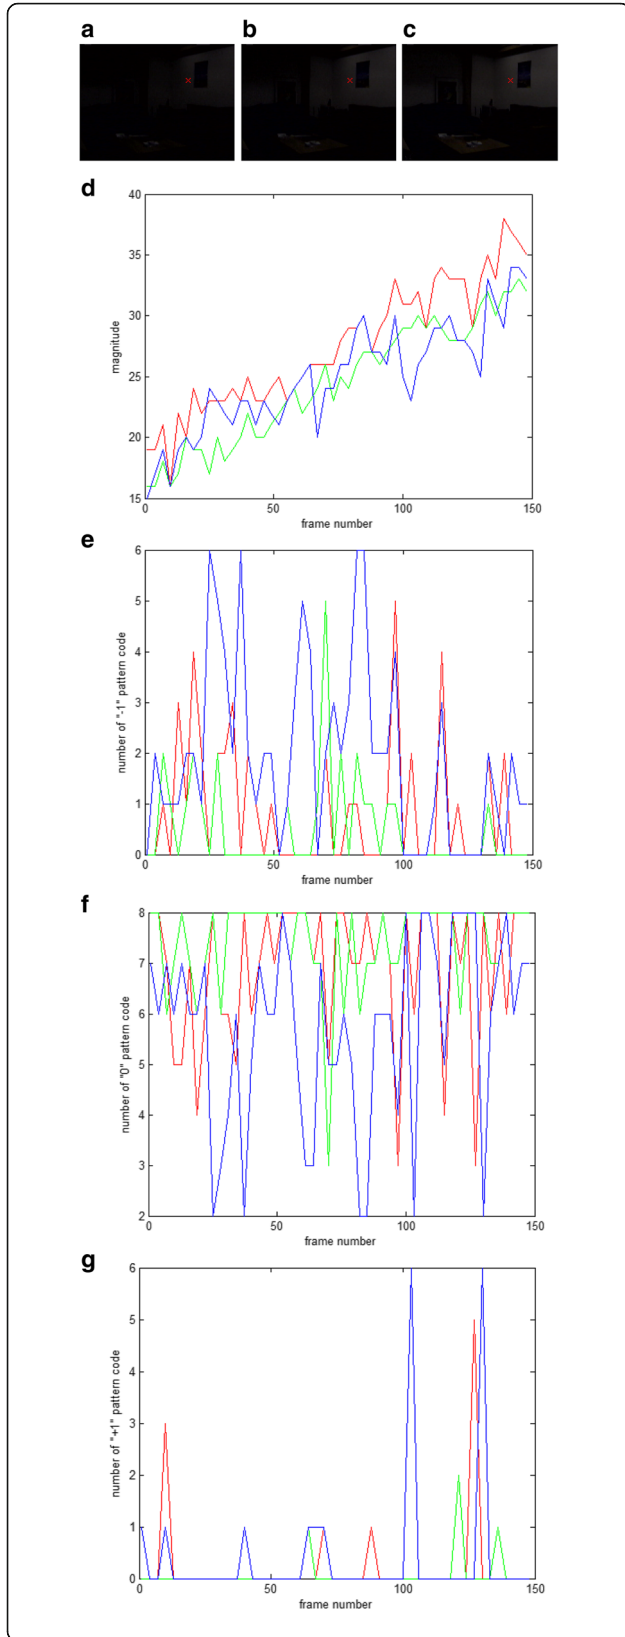 a b c
d
40
35
30
25
20
15
magnitude
0 50 100 150
frame number
e
6
5
4
3
2
1
0
number of "-1" pattern code
0 50 100 150
frame number
f
8
7
6
5
4
3
2
number of "0" pattern code
0 50 100 150
frame number
g
6
5
4
3
2
1
0
number of "+1" pattern code
0 50 100 150
frame number